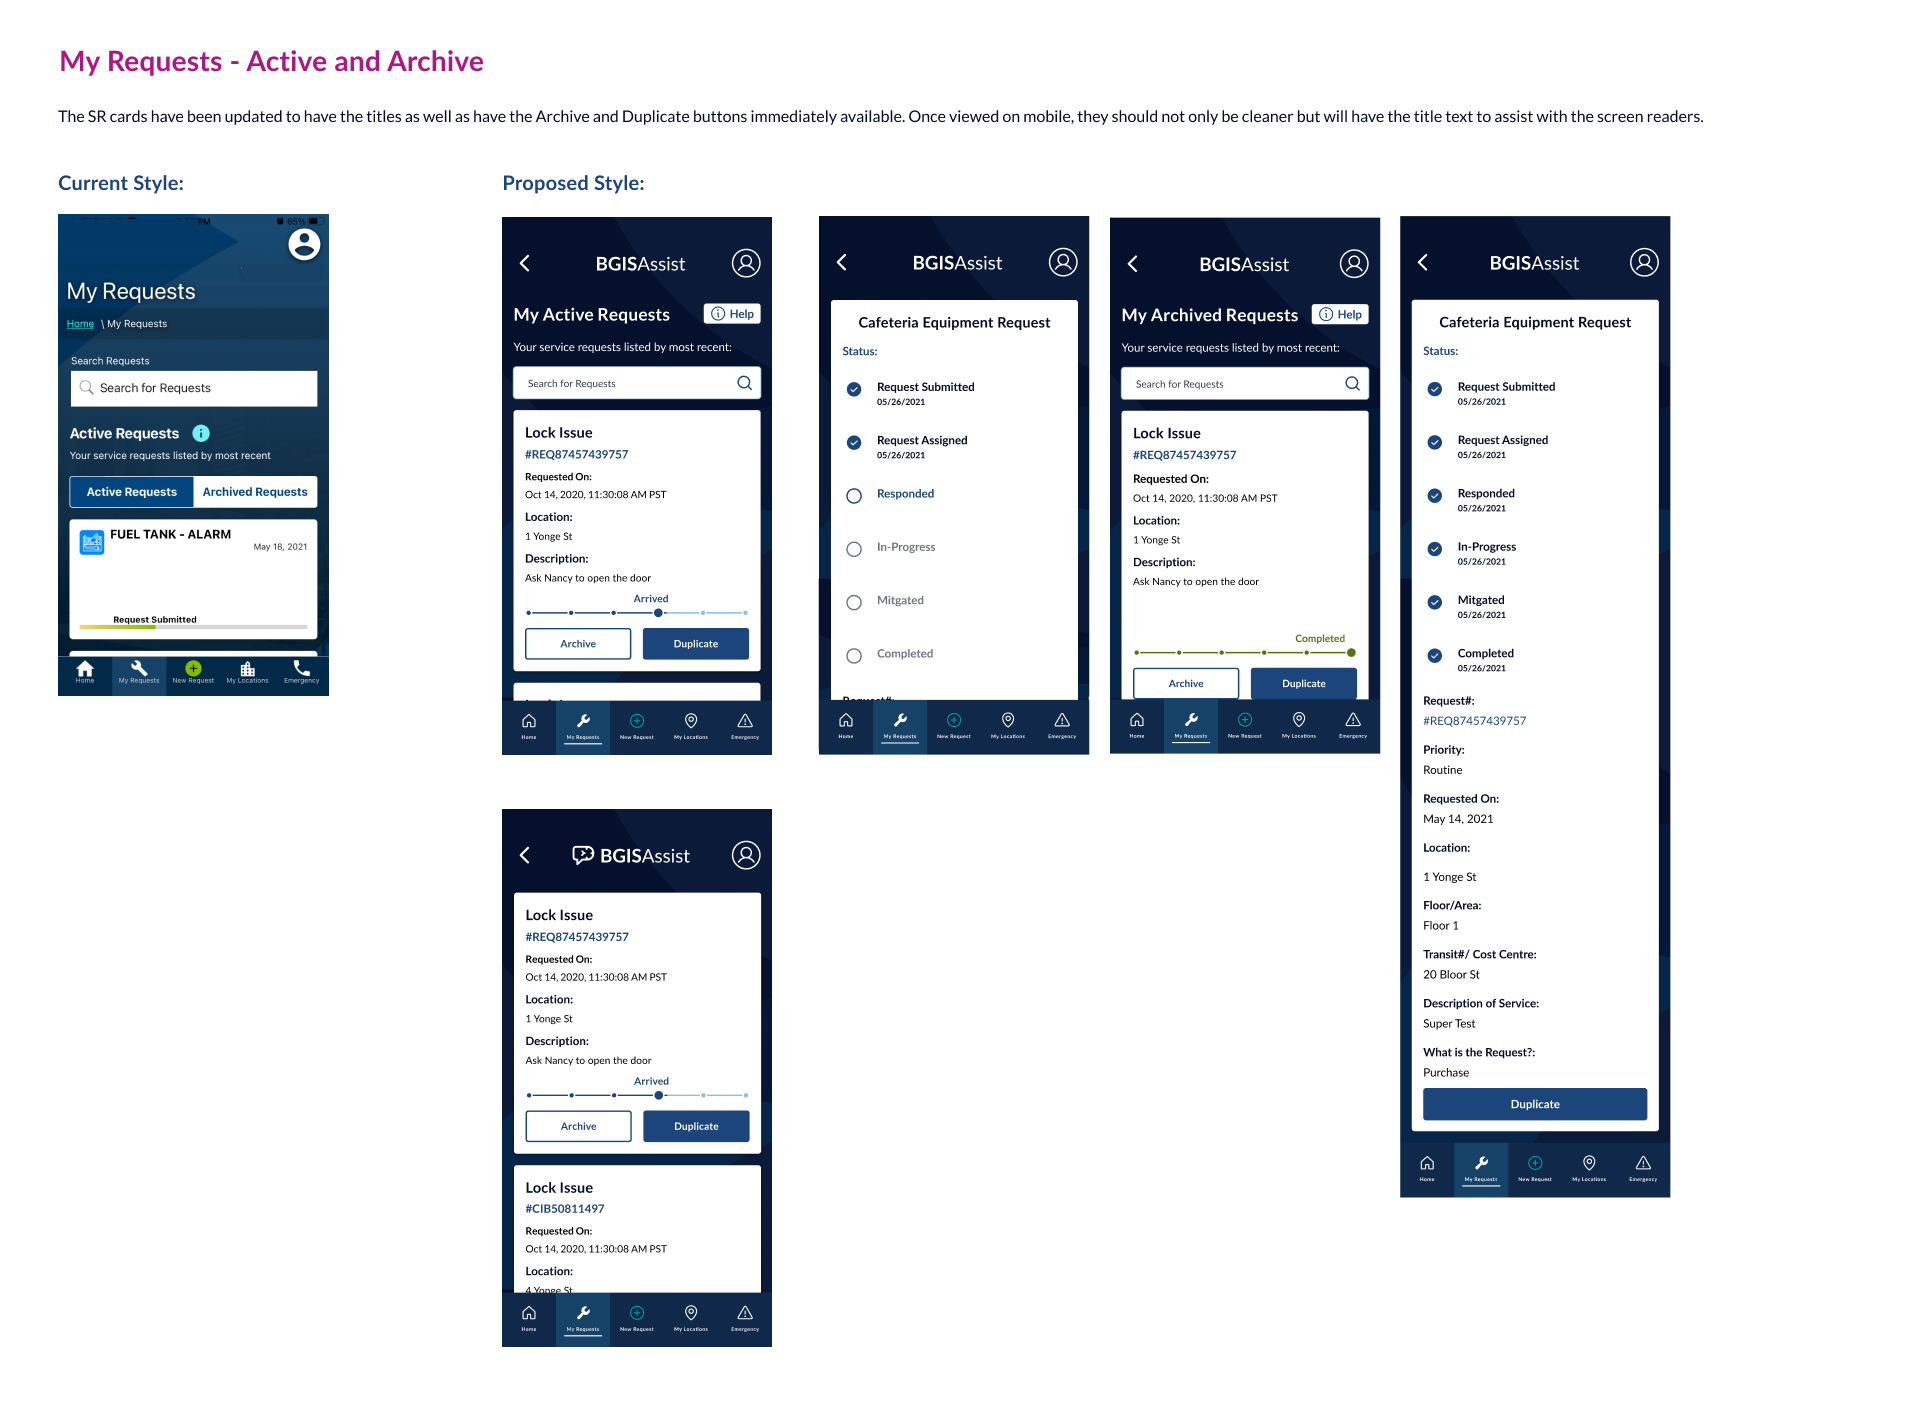 My Requests - Active and Archive
The SR cards have been updated to have the titles as well as have the Archive and Duplicate buttons immediately available. Once viewed on mobile, they should not only be cleaner but will have the title text to assist with the screen readers.
Current Style:
PM
65%
My Requests
Home \ My Requests
Search Requests
Search for Requests
Active Requests
Your service requests listed by most recent
Active Requests Archived Requests
FUEL TANK - ALARM
May 18, 2021
Request Submitted
Home My Requests New Request My Locations Emergency
Proposed Style:
BGISAssist
My Active Requests Help
Your service requests listed by most recent:
Search for Requests
Lock Issue
#REQ87457439757
Requested On:
Oct 14, 2020, 11:30:08 AM PST
Location:
1 Yonge St
Description:
Ask Nancy to open the door
Arrived
Archive Duplicate
Home My Requests New Request My Locations Emergency
BGISAssist
Cafeteria Equipment Request
Status:
Request Submitted
05/26/2021
Request Assigned
05/26/2021
Responded
In-Progress
Mitgated
Completed
Request#:
Home My Requests New Request My Locations Emergency
BGISAssist
My Archived Requests Help
Your service requests listed by most recent:
Search for Requests
Lock Issue
#REQ87457439757
Requested On:
Oct 14, 2020, 11:30:08 AM PST
Location:
1 Yonge St
Description:
Ask Nancy to open the door
Completed
Archive Duplicate
Home My Requests New Request My Locations Emergency
BGISAssist
Cafeteria Equipment Request
Status:
Request Submitted
05/26/2021
Request Assigned
05/26/2021
Responded
05/26/2021
In-Progress
05/26/2021
Mitgated
05/26/2021
Completed
05/26/2021
Request#:
#REQ87457439757
Priority:
Routine
Requested On:
May 14, 2021
Location:
1 Yonge St
Floor/Area:
Floor 1
Transit#/ Cost Centre:
20 Bloor St
Description of Service:
Super Test
What is the Request?:
Purchase
Duplicate
Home My Requests New Request My Locations Emergency
BGISAssist
Lock Issue
#REQ87457439757
Requested On:
Oct 14, 2020, 11:30:08 AM PST
Location:
1 Yonge St
Description:
Ask Nancy to open the door
Arrived
Archive Duplicate
Lock Issue
#CIB50811497
Requested On:
Oct 14, 2020, 11:30:08 AM PST
Location:
4 Yonge St
Home My Requests New Request My Locations Emergency